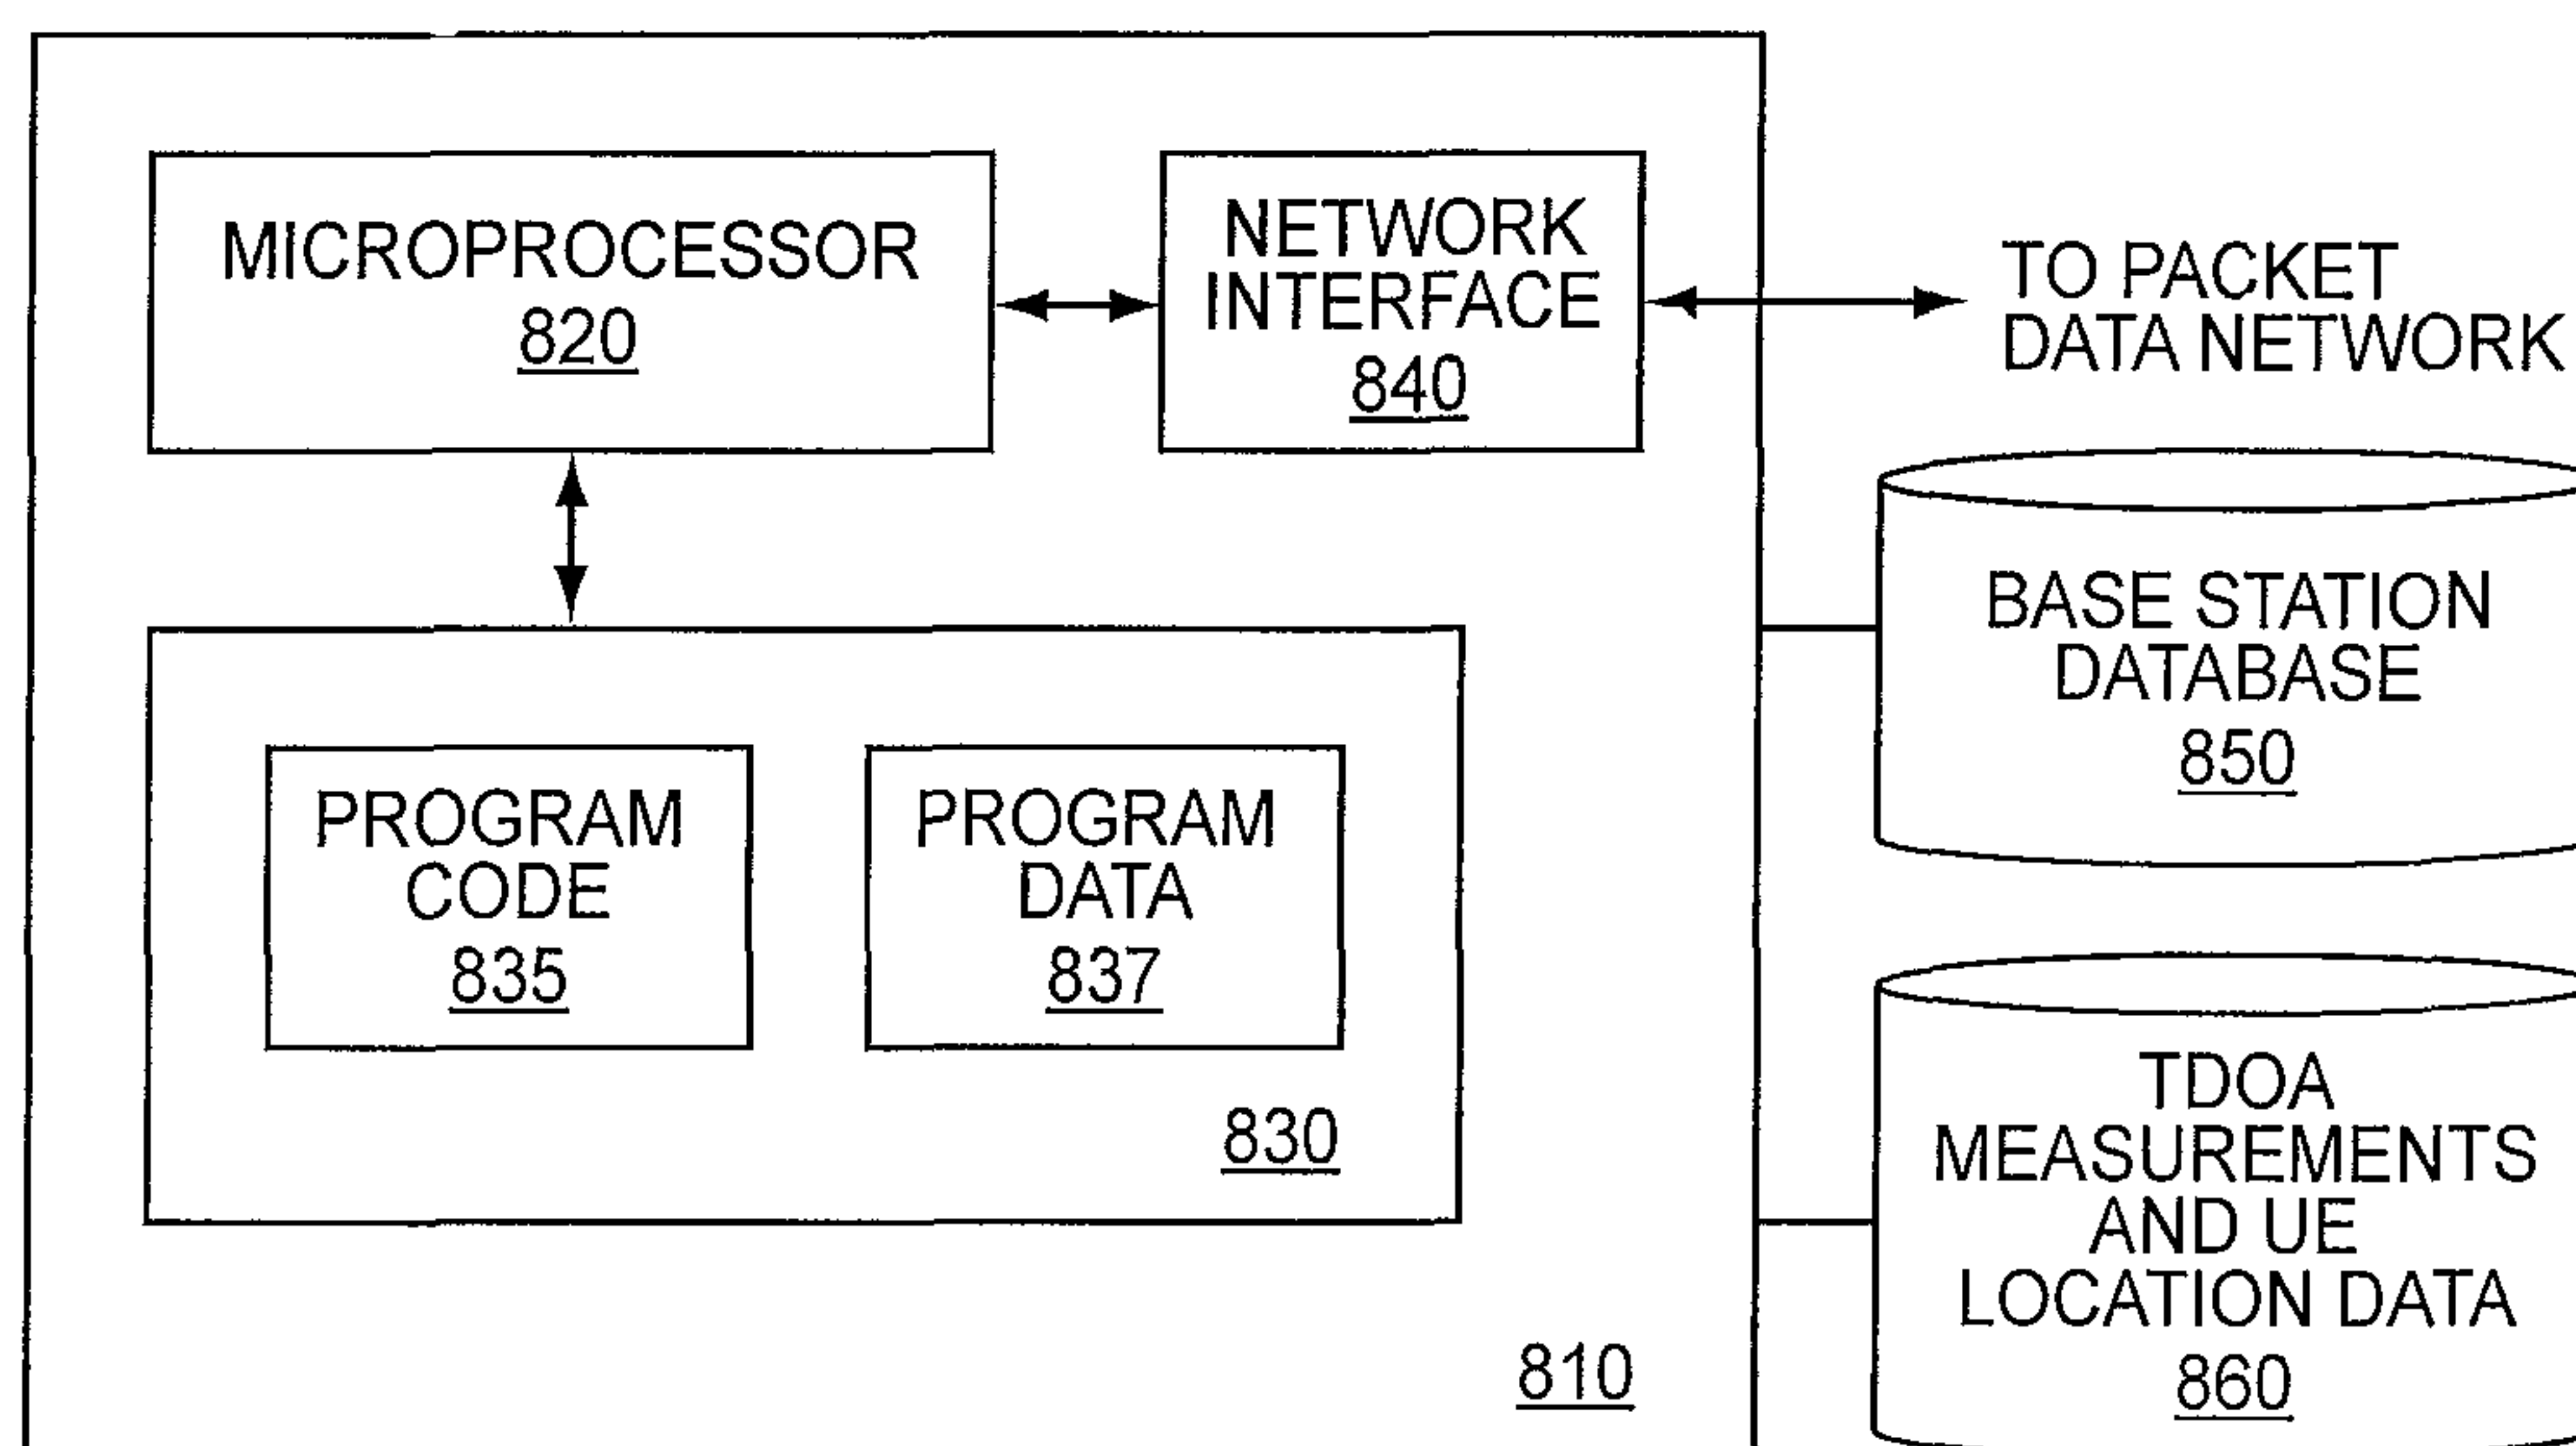 MICROPROCESSOR
820
NETWORK
INTERFACE
840
TO PACKET
DATA NETWORK
BASE STATION
DATABASE
850
PROGRAM
CODE
835
PROGRAM
DATA
837
830
TDOA
MEASUREMENTS
AND UE
LOCATION DATA
860
810